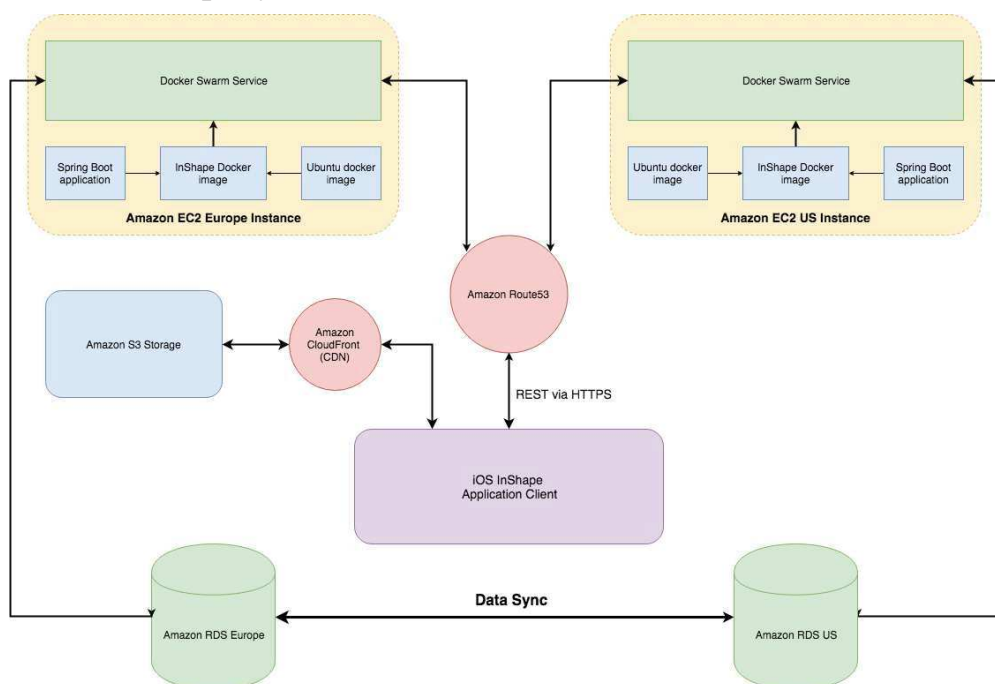 Docker Swarm Service
Spring Boot
application
InShape Docker
image
Ubuntu docker
image
Amazon EC2 Europe Instance
Docker Swarm Service
Ubuntu docker
image
InShape Docker
image
Spring Boot
application
Amazon EC2 US Instance
Amazon Route53
Amazon S3 Storage
Amazon
CloudFront
(CDN)
REST via HTTPS
iOS InShape
Application Client
Data Sync
Amazon RDS Europe
Amazon RDS US